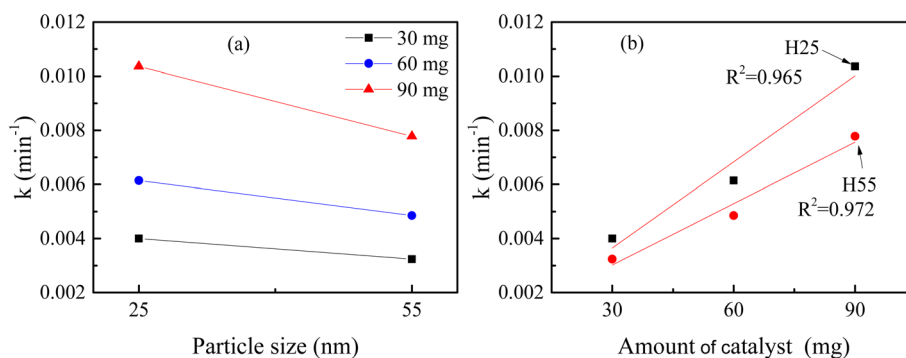 0.012
0.010
0.008
0.006
0.004
0.002
k (min⁻¹)
(a)
30 mg
60 mg
90 mg
25
55
Particle size (nm)
0.012
0.010
0.008
0.006
0.004
0.002
k (min⁻¹)
(b)
H25
R²=0.965
H55
R²=0.972
30
60
90
Amount of catalyst (mg)